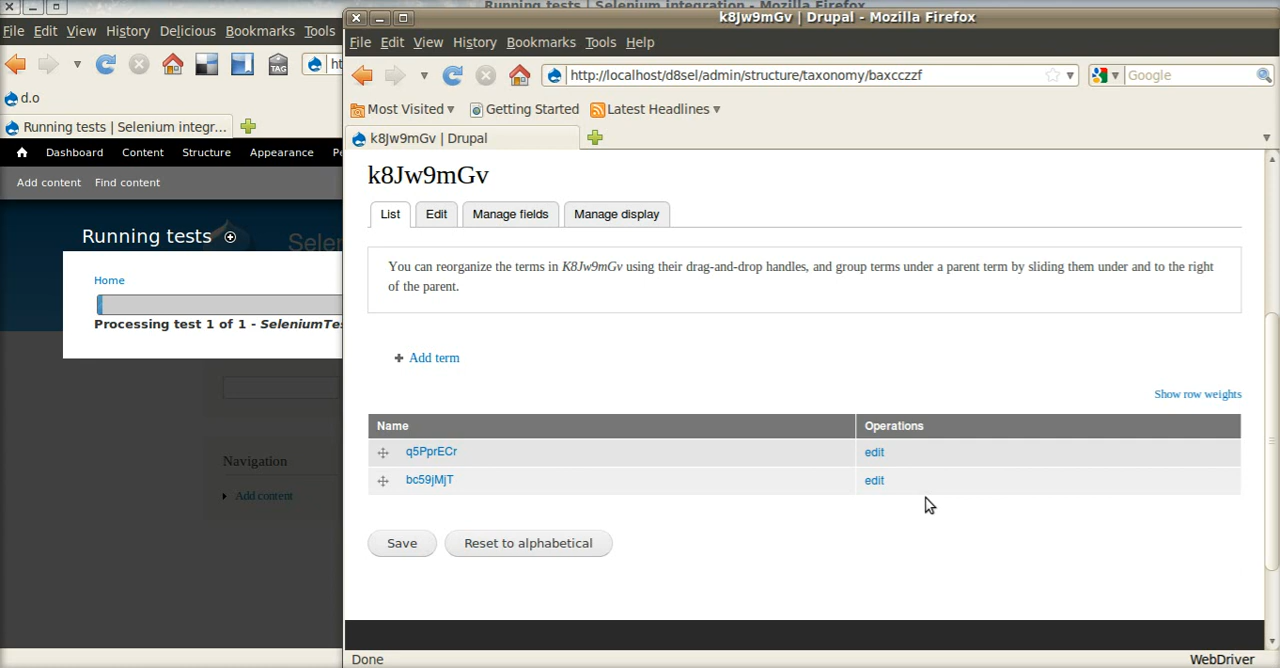 Running tests | Selenium integration - Mozilla Firefox
File Edit View History Delicious Bookmarks Tools
TAG
d.o
Running tests | Selenium integr...
Dashboard Content Structure Appearance
Add content Find content
Running tests
Home
Processing test 1 of 1 -
Navigation
Add content
k8Jw9mGv | Drupal - Mozilla Firefox
File Edit View History Bookmarks Tools Help
http://localhost/d8sel/admin/structure/taxonomy/baxcczzf Google
Most Visited Getting Started Latest Headlines
k8Jw9mGv | Drupal
k8Jw9mGv
List Edit Manage fields Manage display
You can reorganize the terms in K8Jw9mGv using their drag-and-drop handles, and group terms under a parent term by sliding them under and to the right
of the parent.
Add term
Show row weights
Name Operations
q5PprECr edit
bc59jMjT edit
Save Reset to alphabetical
Done WebDriver